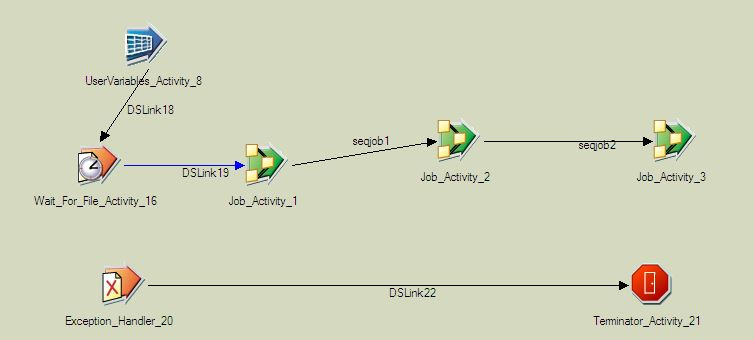 UserVariables_Activity_8
DSLink18
seqjob1
seqjob2
DSLink19
Wait_For_File_Activity_16
Job_Activity_1
Job_Activity_2
Job_Activity_3
DSLink22
Exception_Handler_20
Terminator_Activity_21